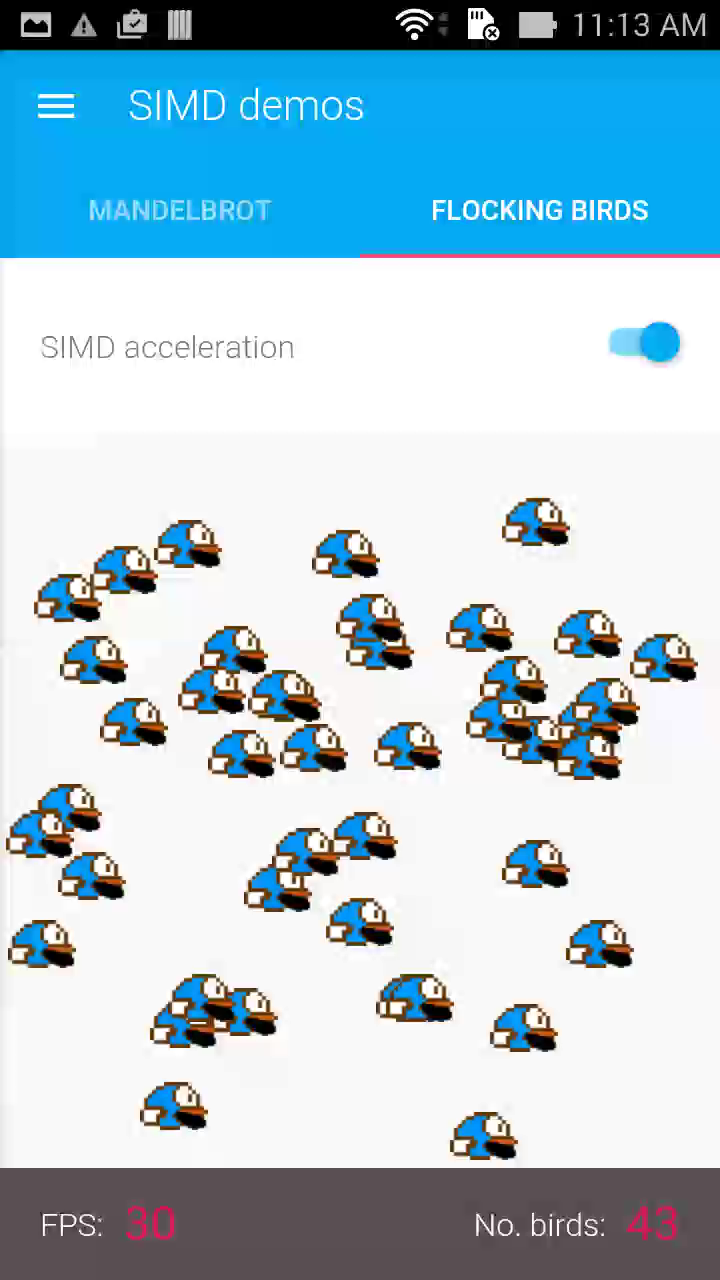 11:13 AM
SIMD demos
MANDELBROT FLOCKING BIRDS
SIMD acceleration
FPS: 30 No. birds: 43